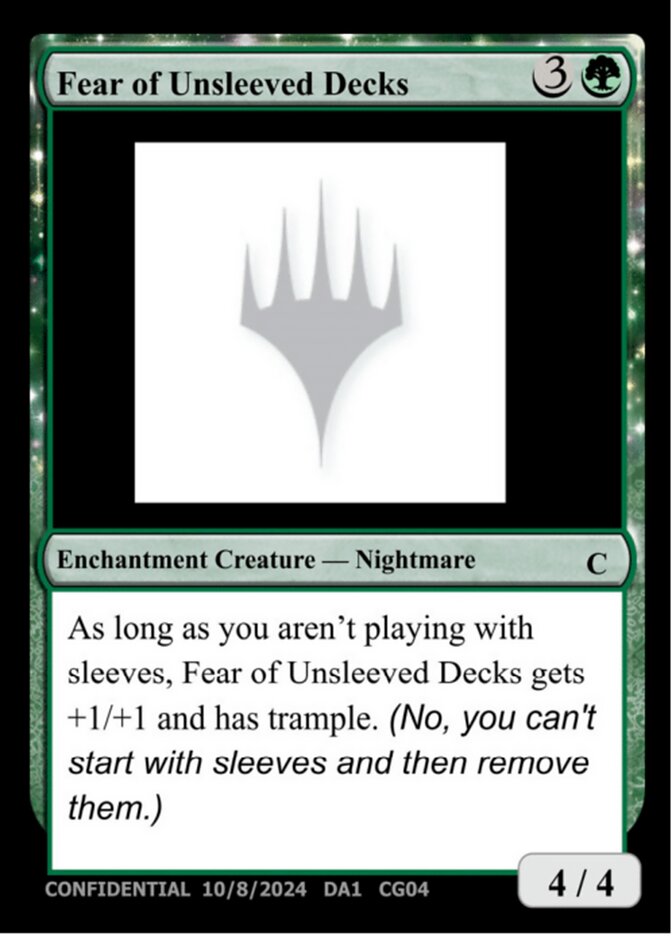 Fear of Unsleeved Decks 3
Enchantment Creature — Nightmare C
As long as you aren’t playing with
sleeves, Fear of Unsleeved Decks gets
+1/+1 and has trample. (No, you can't
start with sleeves and then remove
them.)
CONFIDENTIAL 10/8/2024 DA1 CG04
4 / 4